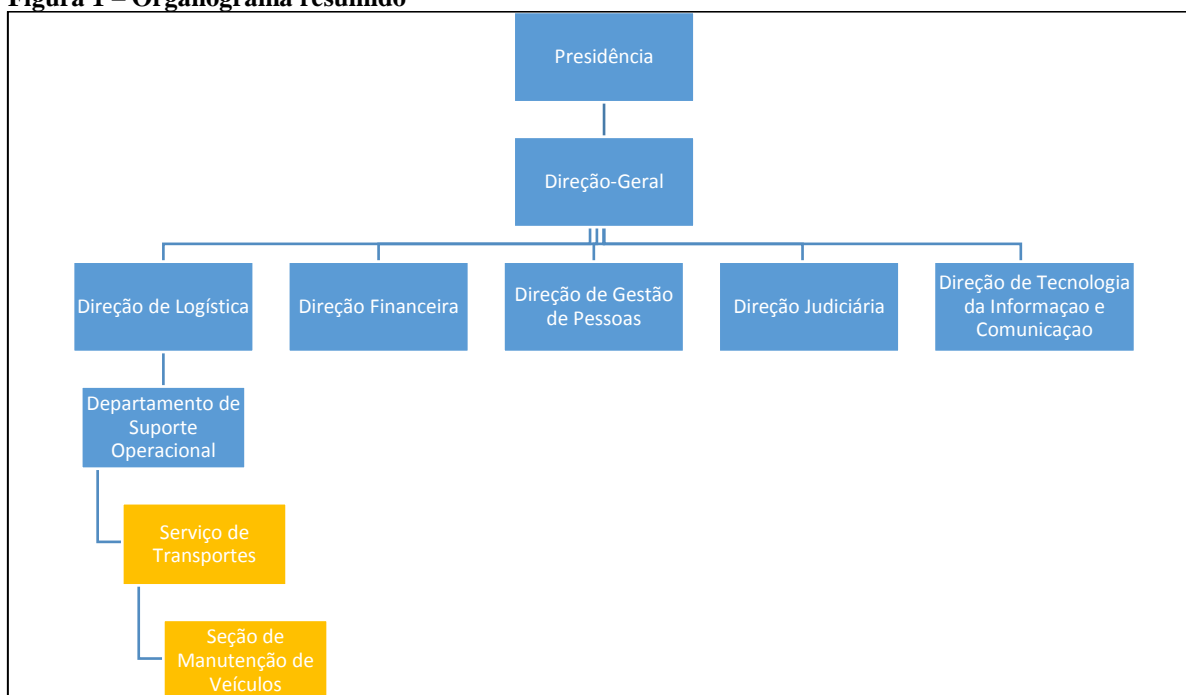 Figura 1 – Organograma resumido
Presidência
Direção-Geral
Direção de Logística
Direção Financeira
Direção de Gestão
de Pessoas
Direção Judiciária
Direção de Tecnologia
da Informaçao e
Comunicaçao
Departamento de
Suporte
Operacional
Serviço de
Transportes
Seção de
Manutenção de
Veículos